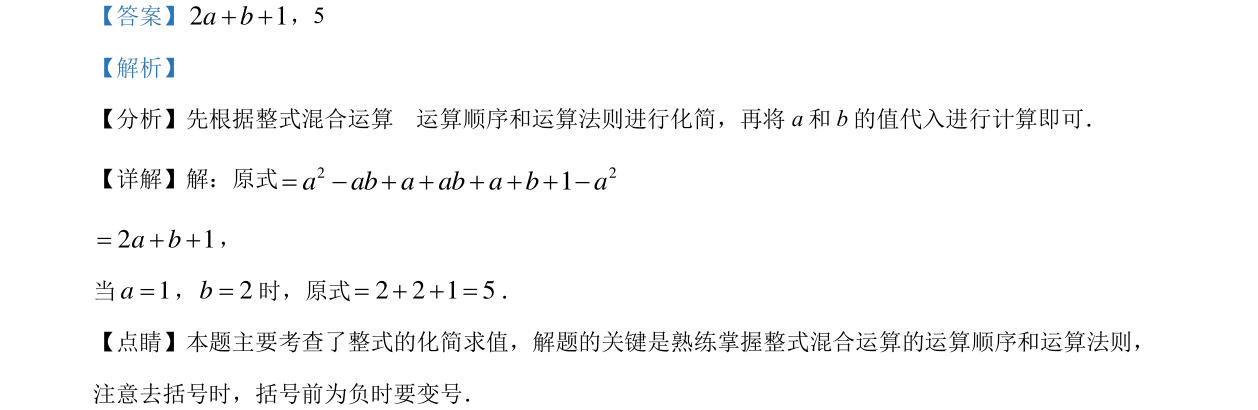 【答案】2a+b+1，5
【解析】
【分析】先根据整式混合运算 运算顺序和运算法则进行化简，再将 a 和 b 的值代入进行计算即可．
【详解】解：原式=a²−ab+a+ab+a+b+1−a²
=2a+b+1，
当a=1，b=2时，原式=2+2+1=5．
【点睛】本题主要考查了整式的化简求值，解题的关键是熟练掌握整式混合运算的运算顺序和运算法则，
注意去括号时，括号前为负时要变号．